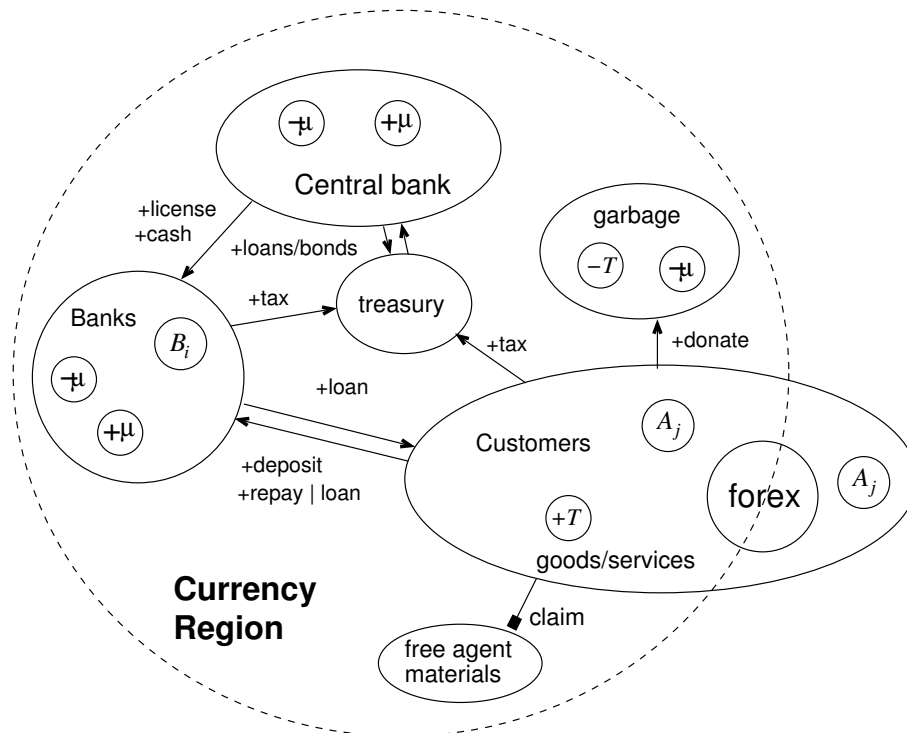 −μ
+μ
Central bank
+license
+cash
+loans/bonds
garbage
−T
−μ
treasury
+tax
Banks
B_i
−μ
+μ
+tax
+donate
+loan
Customers
A_j
+deposit
+repay | loan
forex
A_j
+T
goods/services
Currency
Region
claim
free agent
materials